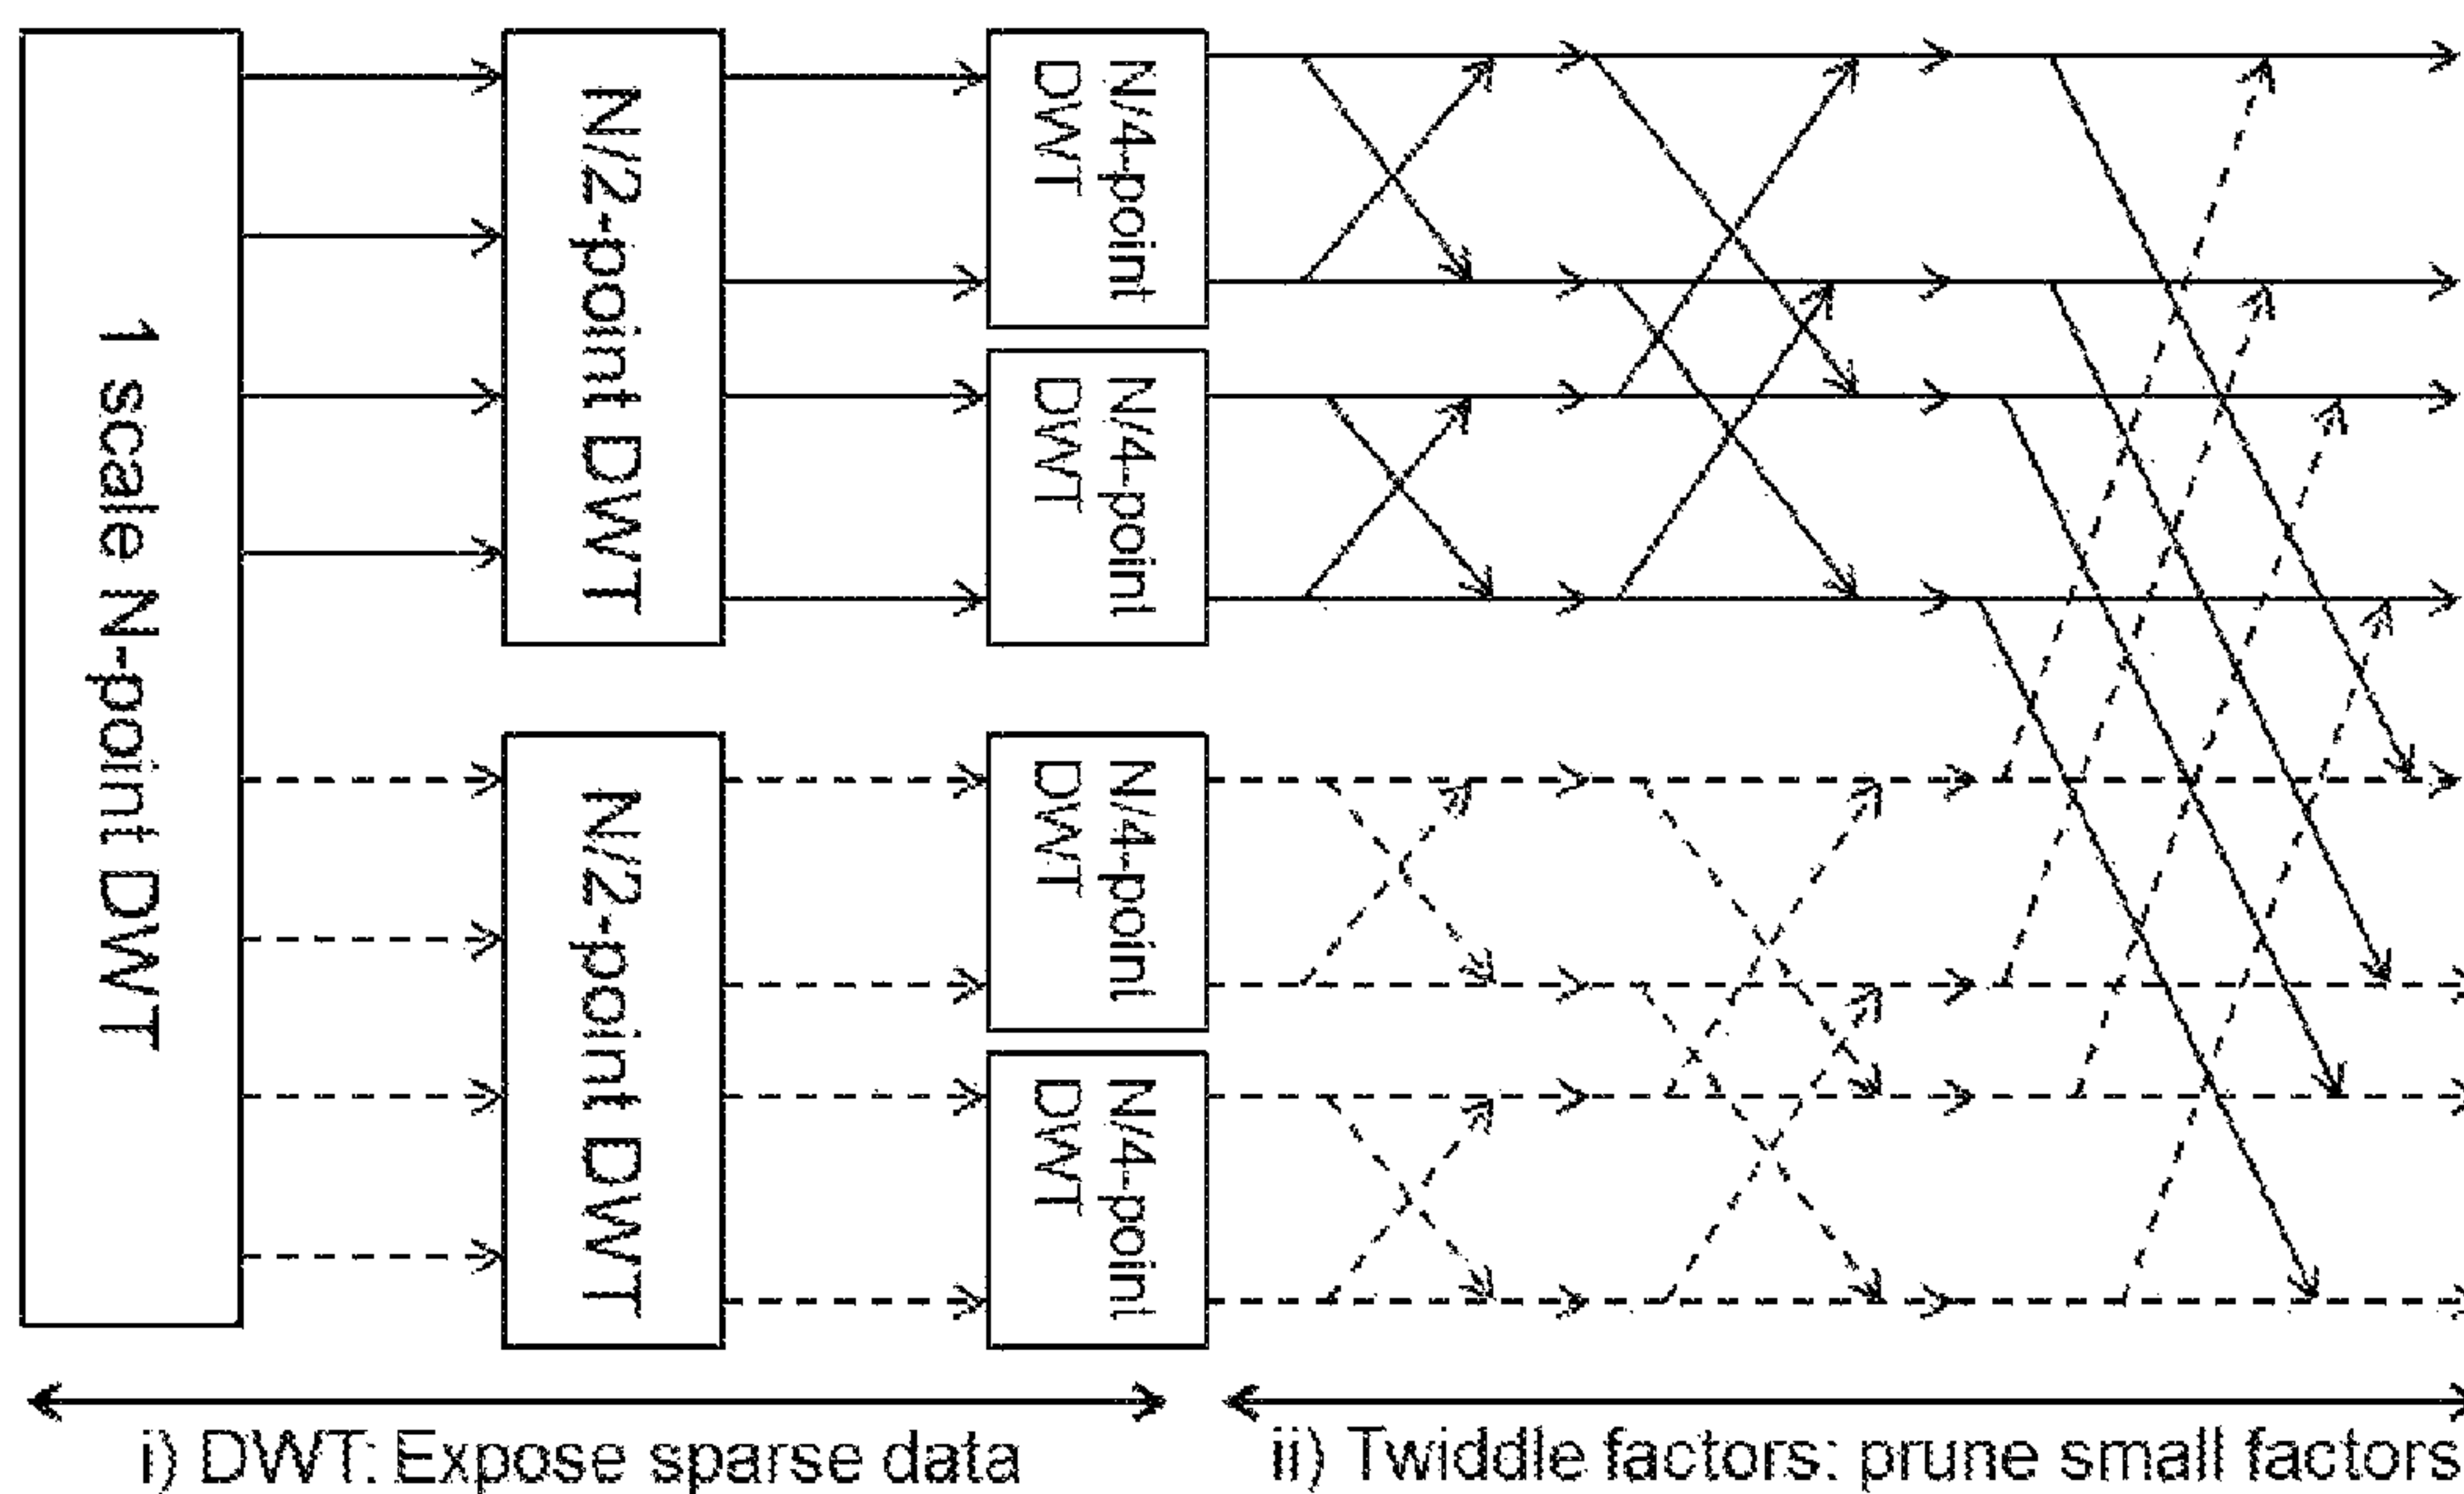 1 scale N-point DWT
N/2-point DWT
N/2-point DWT
N/4-point
DWT
N/4-point
DWT
N/4-point
DWT
N/4-point
DWT
i) DWT: Expose sparse data
ii) Twiddle factors: prune small factors